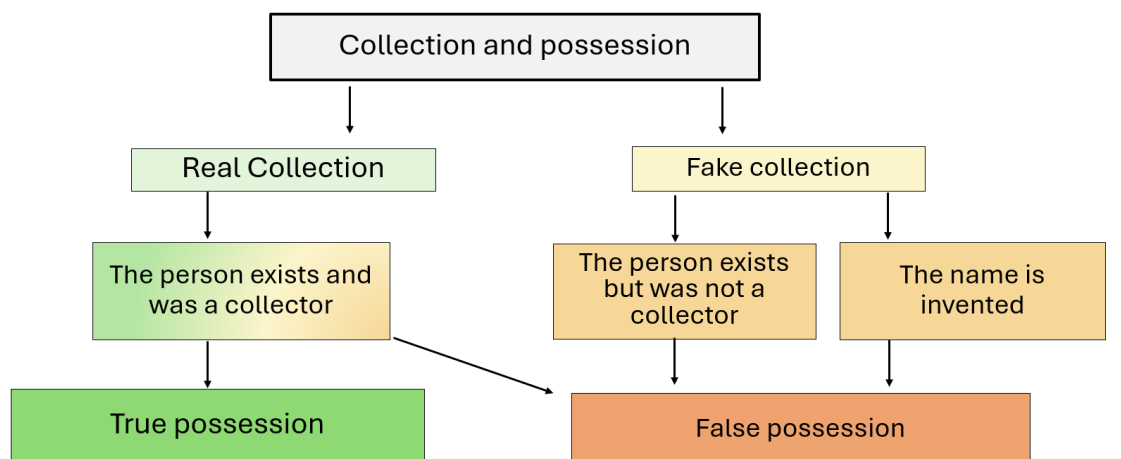 Collection and possession
Real Collection
Fake collection
The person exists and
was a collector
The person exists
but was not a
collector
The name is
invented
True possession
False possession